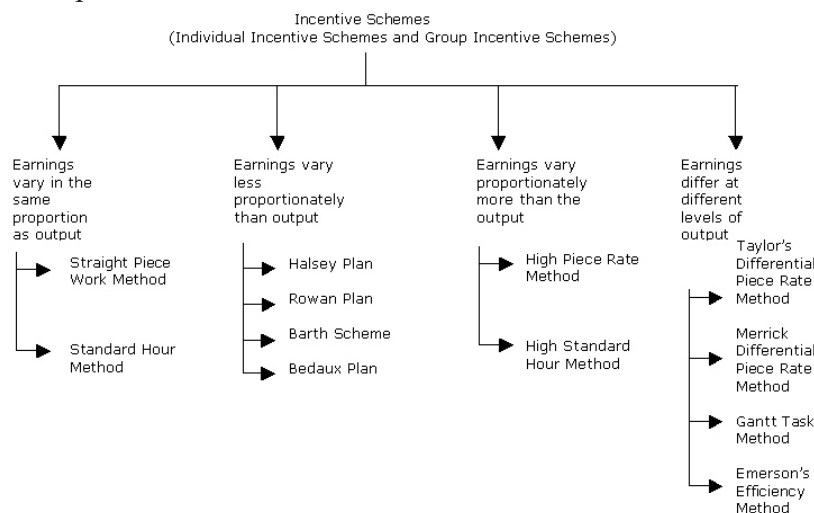 Incentive Schemes
(Individual Incentive Schemes and Group Incentive Schemes)
Earnings
vary in the
same
proportion
as output
Straight Piece
Work Method
Standard Hour
Method
Earnings vary
less
proportionately
than output
Halsey Plan
Rowan Plan
Barth Scheme
Bedaux Plan
Earnings vary
proportionately
more than the
output
High Piece Rate
Method
High Standard
Hour Method
Earnings
differ at
different
levels of
output
Taylor's
Differential
Piece Rate
Method
Merrick
Differential
Piece Rate
Method
Gantt Task
Method
Emerson's
Efficiency
Method